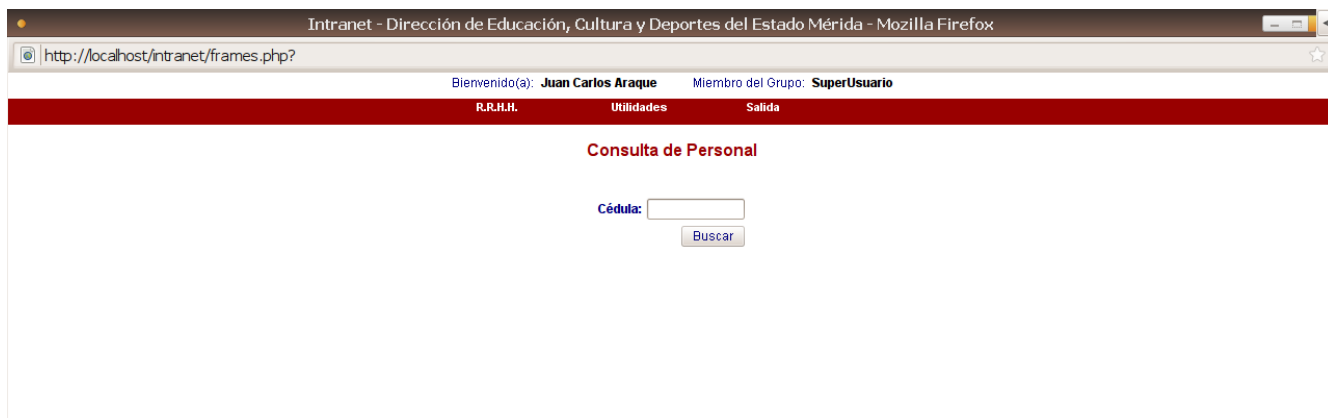 Intranet - Dirección de Educación, Cultura y Deportes del Estado Mérida - Mozilla Firefox
http://localhost/intranet/frames.php?
Bienvenido(a): Juan Carlos Araque Miembro del Grupo: SuperUsuario
R.R.H.H. Utilidades Salida
Consulta de Personal
Cédula:
Buscar